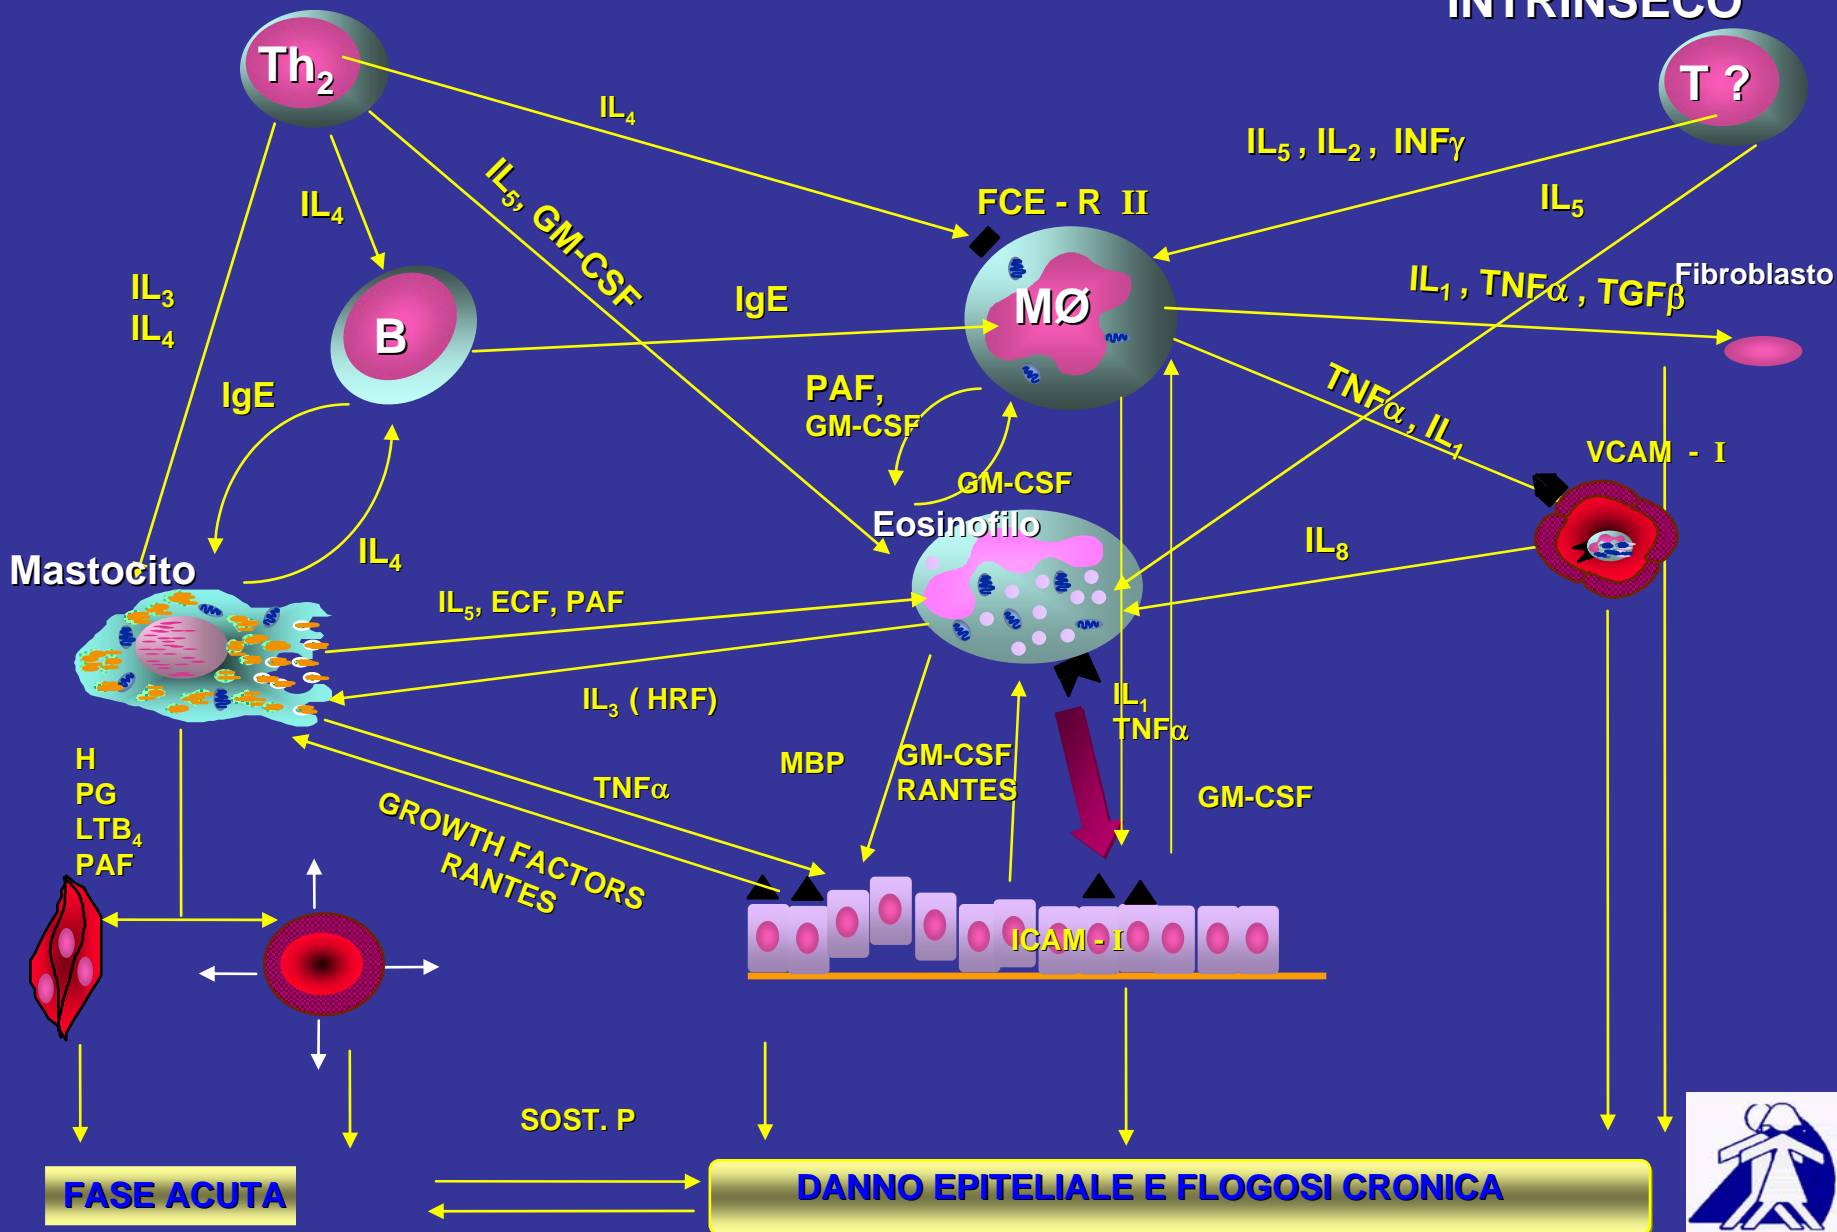 INTRINSECO
Th2
T ?
IL4
IL5 , IL2 , INFγ
IL4
IL5, GM-CSF
FCE - R II
IL5
IL3
IL4
B
IgE
MØ
IL1 , TNFα , TGFβ
Fibroblasto
IgE
PAF,
GM-CSF
TNFα , IL1
VCAM - I
GM-CSF
Eosinofilo
IL4
IL8
Mastocito
IL5, ECF, PAF
IL3 ( HRF)
IL1
TNFα
H
PG
LTB4
PAF
TNFα
MBP
GM-CSF
RANTES
GM-CSF
GROWTH FACTORS
RANTES
ICAM - I
SOST. P
FASE ACUTA
DANNO EPITELIALE E FLOGOSI CRONICA